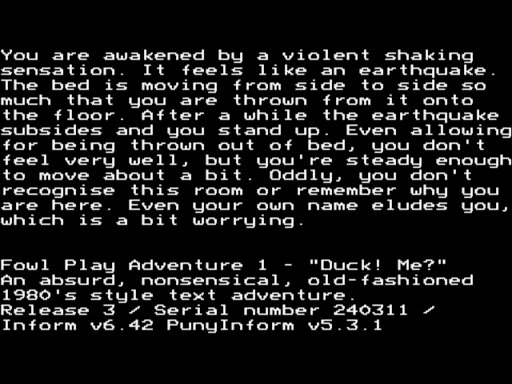 You are awakened by a violent shaking
sensation. It feels like an earthquake.
The bed is moving from side to side so
much that you are thrown from it onto
the floor. After a while the earthquake
subsides and you stand up. Even allowing
for being thrown out of bed, you don't
feel very well, but you're steady enough
to move about a bit. Oddly, you don't
recognise this room or remember why you
are here. Even your own name eludes you,
which is a bit worrying.
Fowl Play Adventure 1 - "Duck! Me?"
An absurd, nonsensical, old-fashioned
1980's style text adventure.
Release 3 / Serial number 240311 /
Inform v6.42 PunyInform v5.3.1